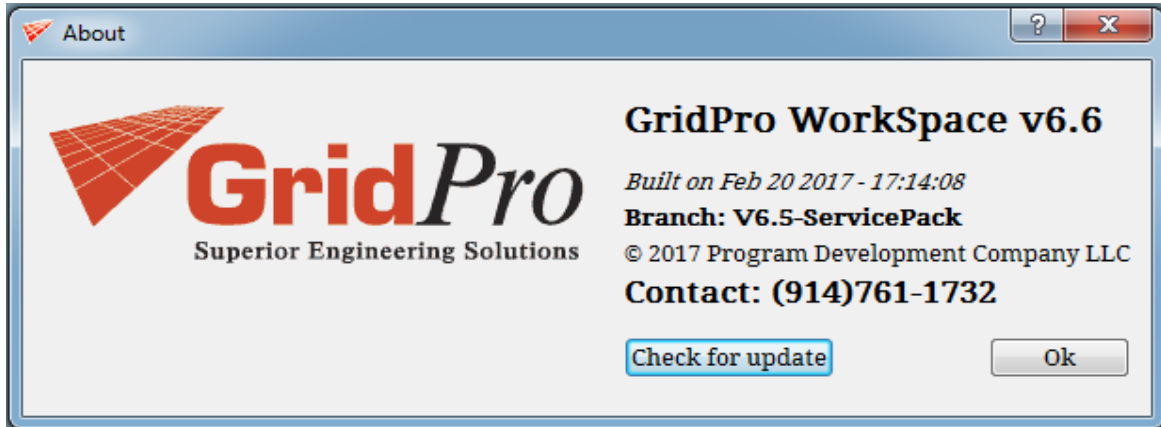 About
GridPro
Superior Engineering Solutions
GridPro WorkSpace v6.6
Built on Feb 20 2017 - 17:14:08
Branch: V6.5-ServicePack
© 2017 Program Development Company LLC
Contact: (914)761-1732
Check for update
Ok